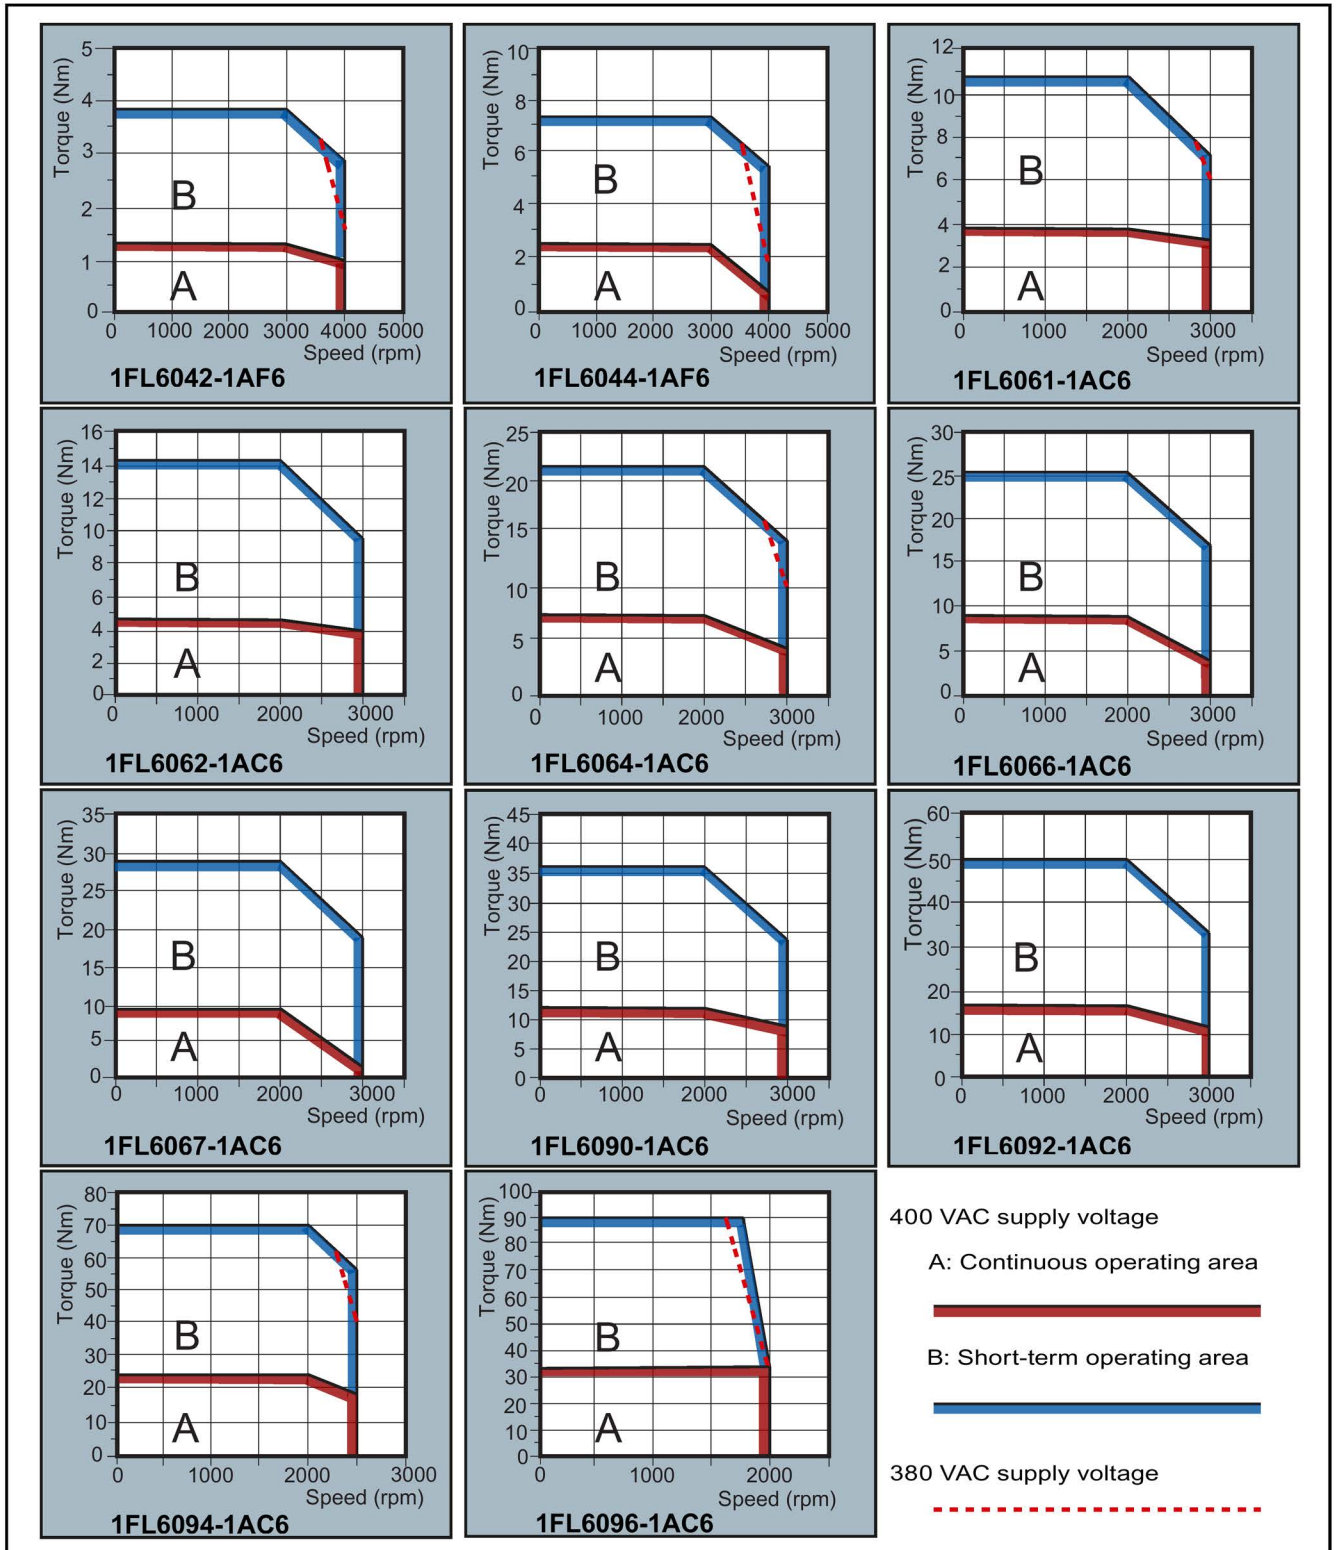 Torque (Nm)
5
4
3
2
1
0
B
A
0 1000 2000 3000 4000 5000
Speed (rpm)
1FL6042-1AF6
Torque (Nm)
10
8
6
4
2
0
B
A
0 1000 2000 3000 4000 5000
Speed (rpm)
1FL6044-1AF6
Torque (Nm)
12
10
8
6
4
2
0
B
A
0 1000 2000 3000
Speed (rpm)
1FL6061-1AC6
Torque (Nm)
16
14
12
10
8
6
4
2
0
B
A
0 1000 2000 3000
Speed (rpm)
1FL6062-1AC6
Torque (Nm)
25
20
15
10
5
0
B
A
0 1000 2000 3000
Speed (rpm)
1FL6064-1AC6
Torque (Nm)
30
25
20
15
10
5
0
B
A
0 1000 2000 3000
Speed (rpm)
1FL6066-1AC6
Torque (Nm)
35
30
25
20
15
10
5
0
B
A
0 1000 2000 3000
Speed (rpm)
1FL6067-1AC6
Torque (Nm)
45
40
35
30
25
20
15
10
5
0
B
A
0 1000 2000 3000
Speed (rpm)
1FL6090-1AC6
Torque (Nm)
60
50
40
30
20
10
0
B
A
0 1000 2000 3000
Speed (rpm)
1FL6092-1AC6
Torque (Nm)
80
70
60
50
40
30
20
10
0
B
A
0 1000 2000 3000
Speed (rpm)
1FL6094-1AC6
Torque (Nm)
100
90
80
70
60
50
40
30
20
10
0
B
A
0 1000 2000
Speed (rpm)
1FL6096-1AC6
400 VAC supply voltage
A: Continuous operating area
B: Short-term operating area
380 VAC supply voltage